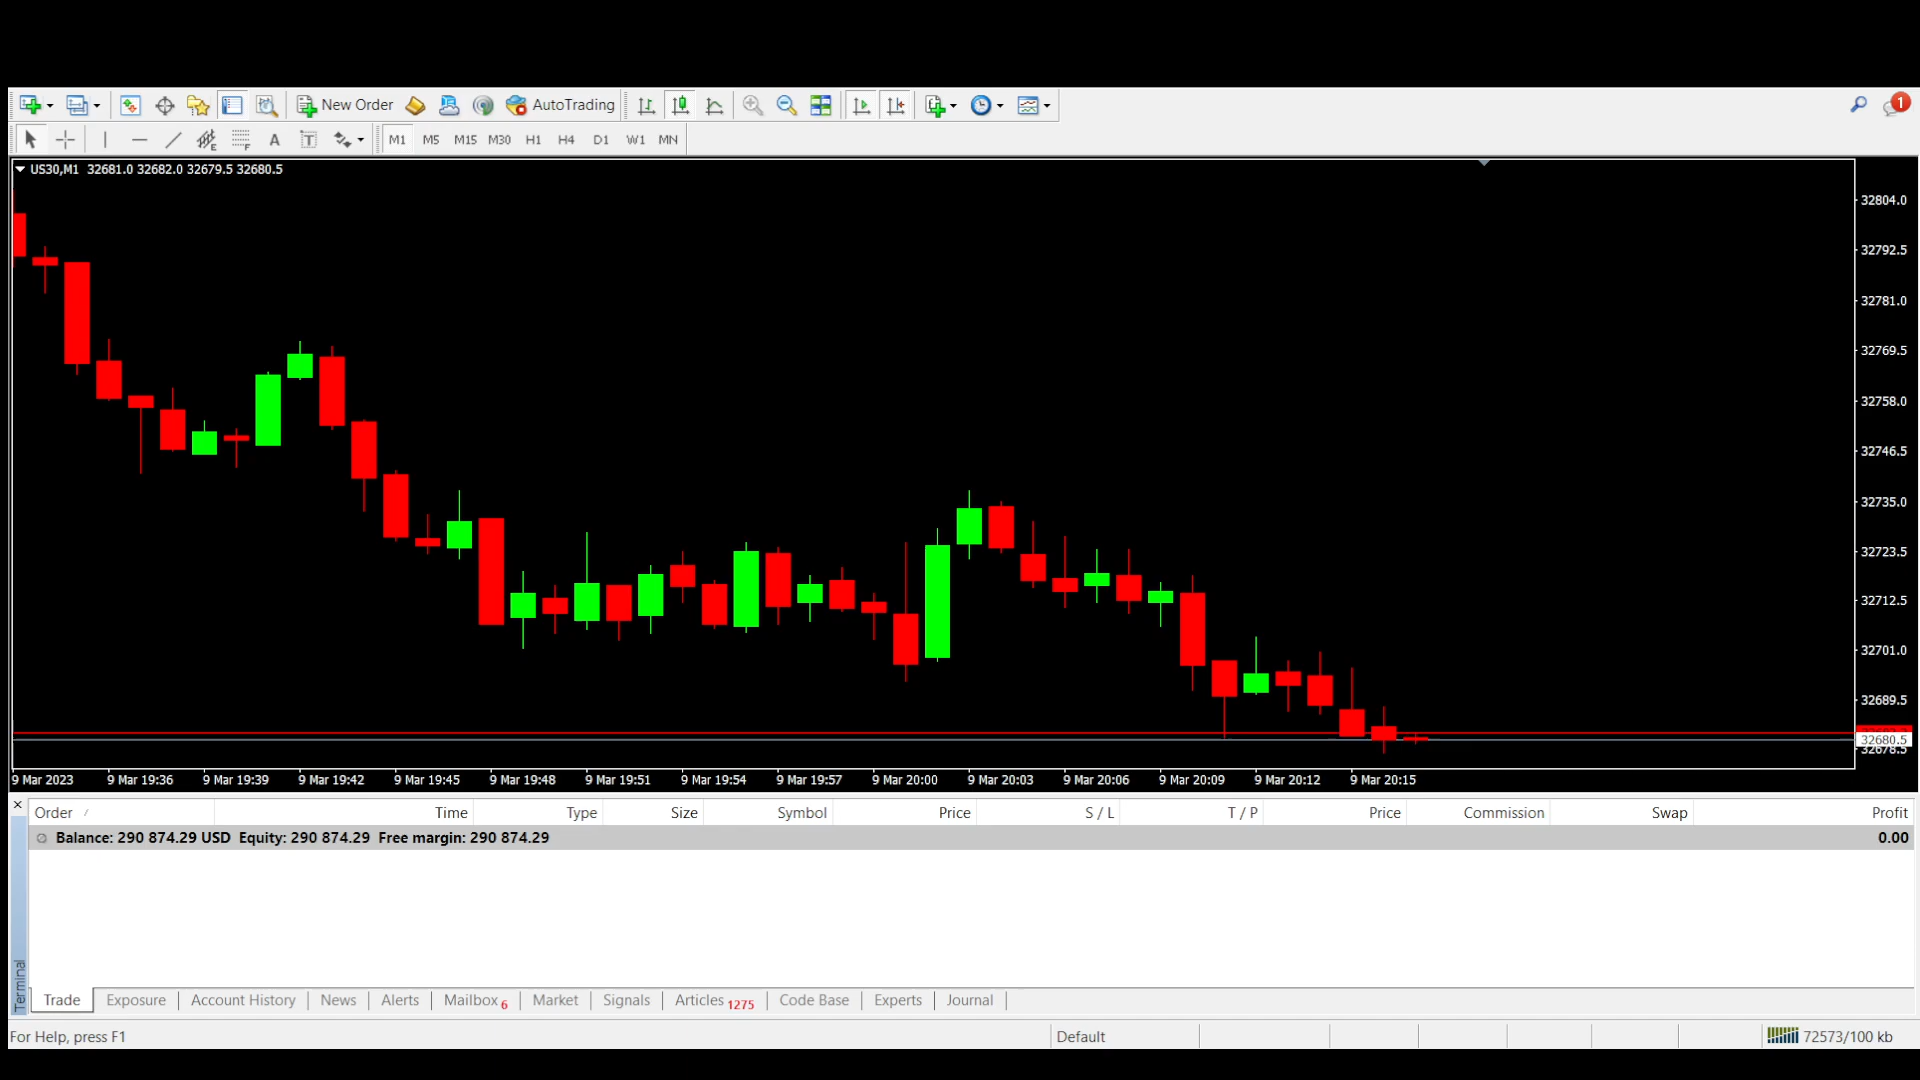 New Order AutoTrading 1
A T M1 M5 M15 M30 H1 H4 D1 W1 MN
US30,M1 32681.0 32682.0 32679.5 32680.5
32804.0
32792.5
32781.0
32769.5
32758.0
32746.5
32735.0
32723.5
32712.5
32701.0
32689.5
32680.5
32678.5
9 Mar 2023 9 Mar 19:36 9 Mar 19:39 9 Mar 19:42 9 Mar 19:45 9 Mar 19:48 9 Mar 19:51 9 Mar 19:54 9 Mar 19:57 9 Mar 20:00 9 Mar 20:03 9 Mar 20:06 9 Mar 20:09 9 Mar 20:12 9 Mar 20:15
Order / Time Type Size Symbol Price S / L T / P Price Commission Swap Profit
Balance: 290 874.29 USD Equity: 290 874.29 Free margin: 290 874.29 0.00
Terminal
Trade Exposure Account History News Alerts Mailbox 6 Market Signals Articles 1275 Code Base Experts Journal
For Help, press F1 Default 72573/100 kb